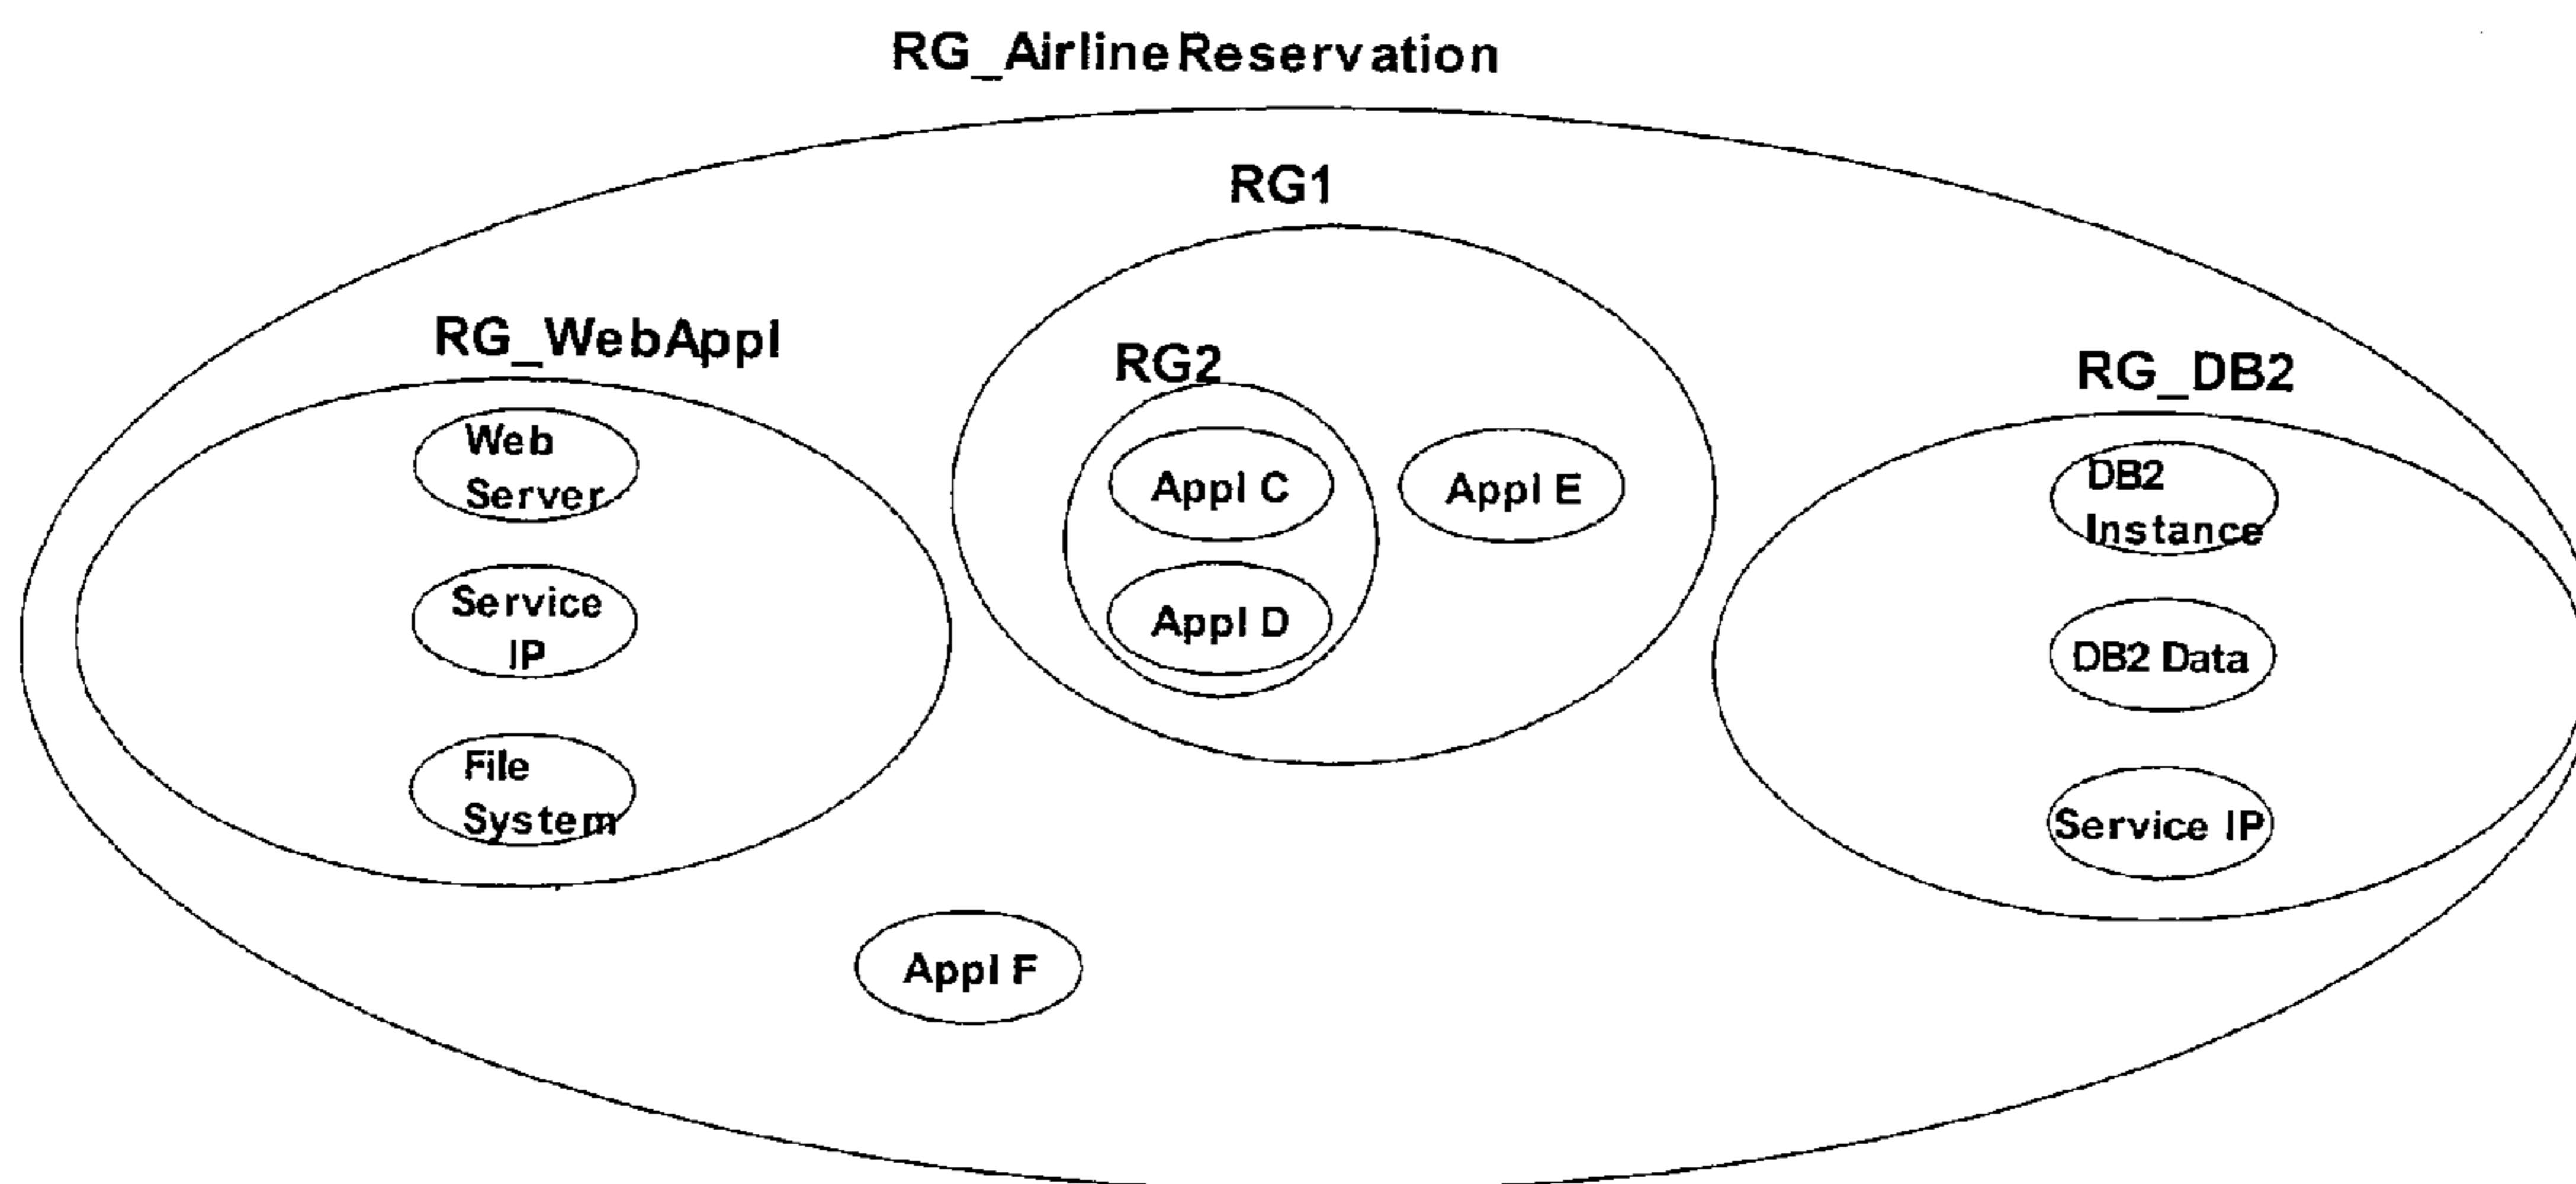 RG_AirlineReservation
RG1
RG_WebAppl
RG2
RG_DB2
Web
Server
Service
IP
File
System
Appl C
Appl D
Appl E
DB2
Instance
DB2 Data
Service IP
Appl F